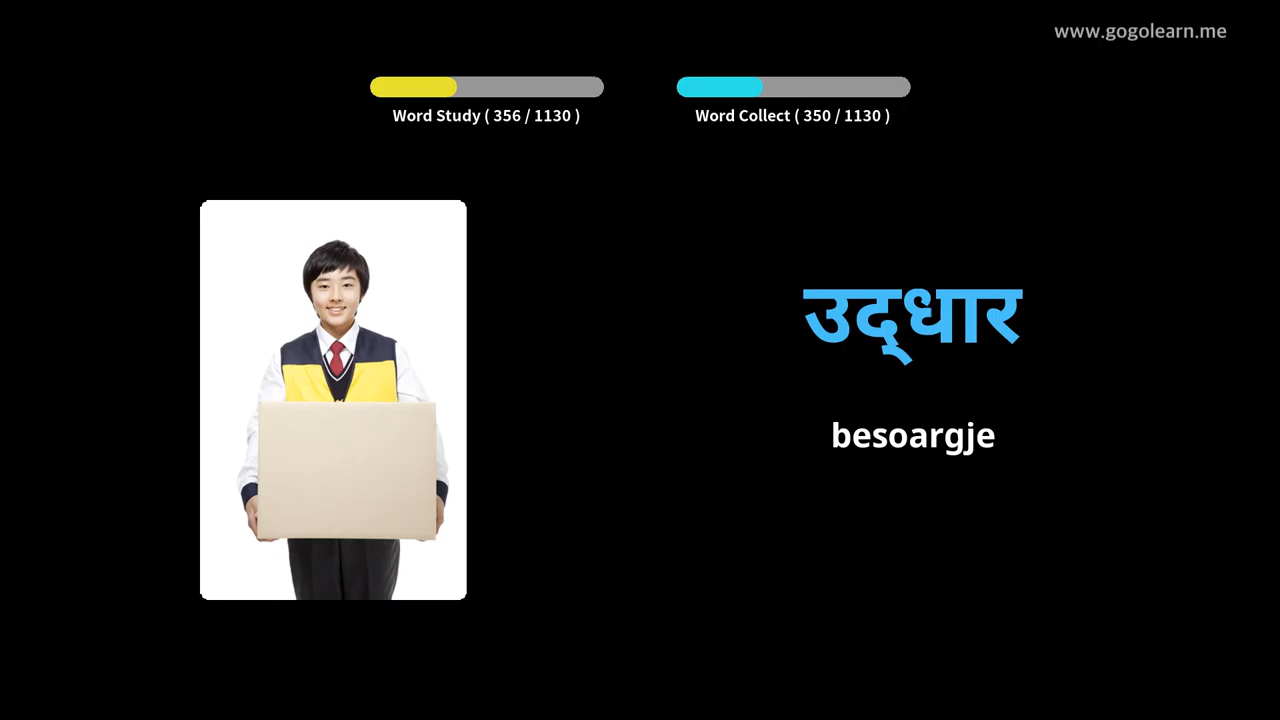 www.gogolearn.me
Word Study ( 356 / 1130 )
Word Collect ( 350 / 1130 )
उद्‌धार
besoargje